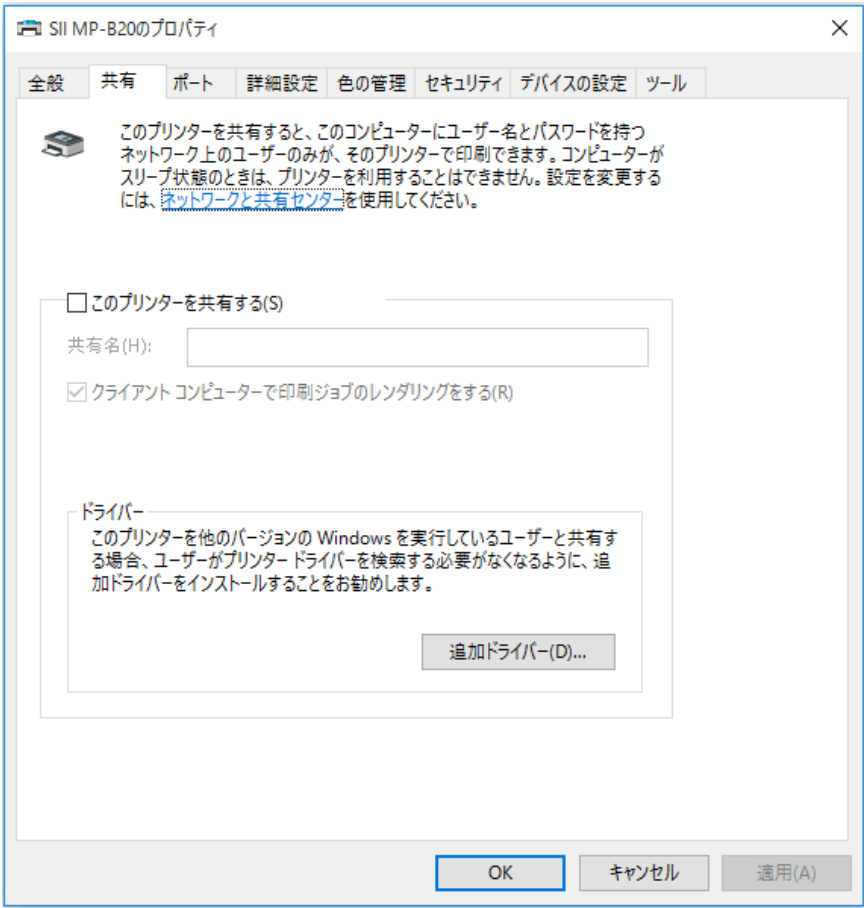 SII MP-B20のプロパティ
全般 共有 ポート 詳細設定 色の管理 セキュリティ デバイスの設定 ツール
このプリンターを共有すると、このコンピューターにユーザー名とパスワードを持つ
ネットワーク上のユーザーのみが、そのプリンターで印刷できます。コンピューターが
スリープ状態のときは、プリンターを利用することはできません。設定を変更する
には、ネットワークと共有センターを使用してください。
このプリンターを共有する(S)
共有名(H):
クライアント コンピューターで印刷ジョブのレンダリングをする(R)
ドライバー
このプリンターを他のバージョンの Windows を実行しているユーザーと共有す
る場合、ユーザーがプリンター ドライバーを検索する必要がなくなるように、追
加ドライバーをインストールすることをお勧めします。
追加ドライバー(D)...
OK キャンセル 適用(A)